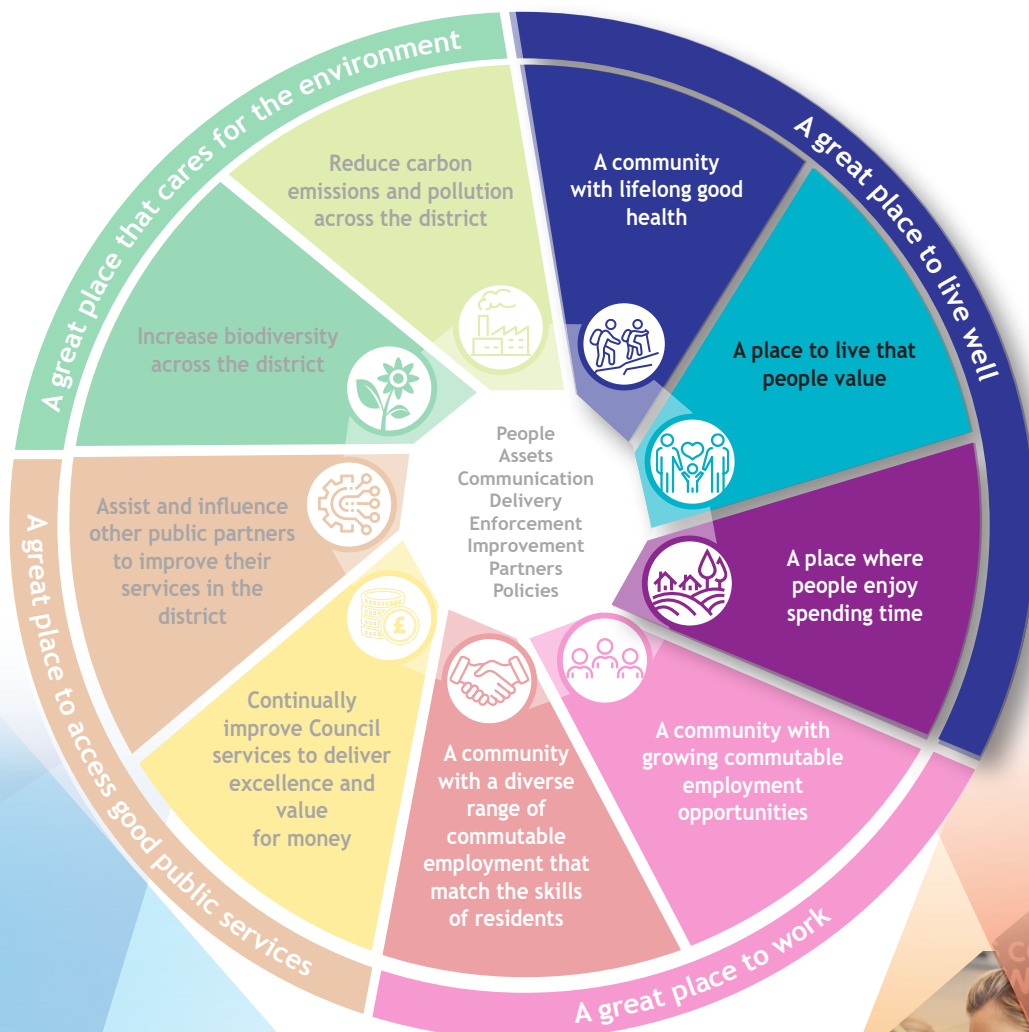 A great place that cares for the environment
Reduce carbon
emissions and pollution
across the district
Increase biodiversity
across the district
A great place to live well
A community
with lifelong good
health
A place to live that
people value
A place where
people enjoy
spending time
A great place to work
A community with
growing commutable
employment
opportunities
A community
with a diverse
range of
commutable
employment that
match the skills
of residents
A great place to access good public services
Continually
improve Council
services to deliver
excellence and
value
for money
£
Assist and influence
other public partners
to improve their
services in the
district
People
Assets
Communication
Delivery
Enforcement
Improvement
Partners
Policies